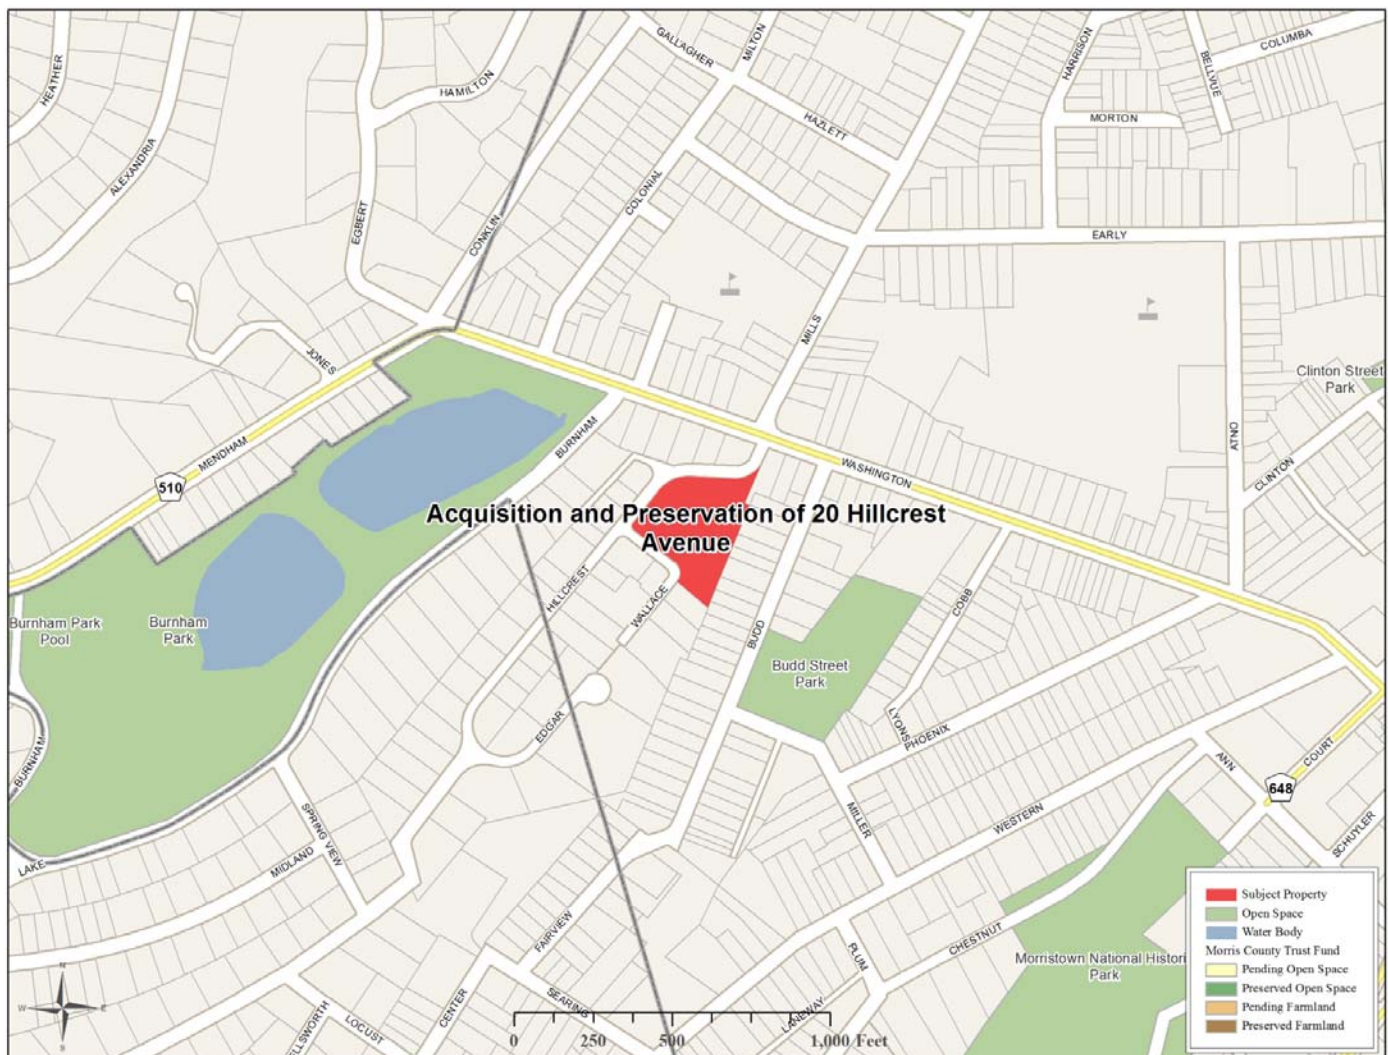 HEATHER
ALEXANDRIA
HAMILTON
EGBERT
CONKLIN
GALLAGHER
MILTON
HAZLETT
COLONIAL
HARRISON
BELLVUE
COLUMBA
MORTON
EARLY
MILLS
JONES
MENDHAM
510
BURNHAM
WASHINGTON
ATNO
CLINTON
Clinton Street
Park
Acquisition and Preservation of 20 Hillcrest
Avenue
HILLCREST
WALLACE
BUDD
COBB
Burnham Park
Pool
Burnham
Park
Budd Street
Park
EDGAR
LYONS
PHOENIX
BURNHAM
LAKE
MIDLAND
SPRING VIEW
MILLER
WESTERN
ANN
COURT
648
SCHUYLER
FAIRVIEW
CENTER
SEARING
PLUM
CHESTNUT
LANEWAY
LOCUST
ELLSWORTH
Morristown National Histori
Park
N
W
E
S
0
250
500
1,000 Feet
Subject Property
Open Space
Water Body
Morris County Trust Fund
Pending Open Space
Preserved Open Space
Pending Farmland
Preserved Farmland